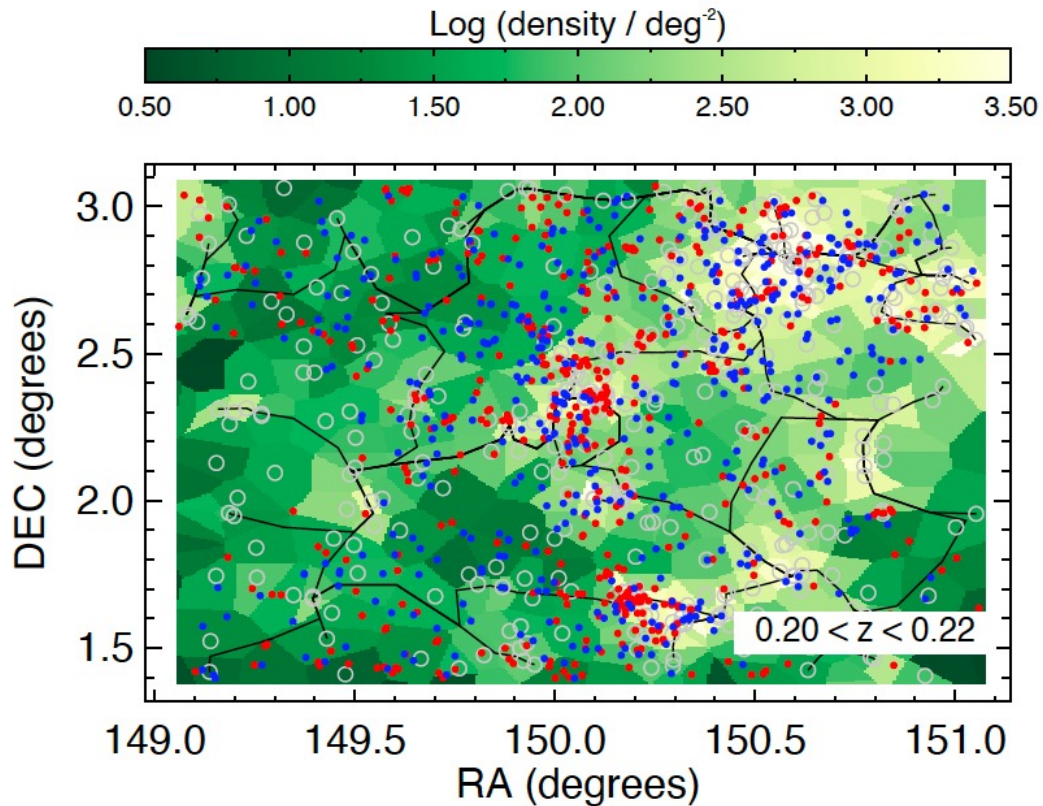 Log (density / deg⁻²)
0.50 1.00 1.50 2.00 2.50 3.00 3.50
DEC (degrees)
3.0
2.5
2.0
1.5
0.20 < z < 0.22
149.0 149.5 150.0 150.5 151.0
RA (degrees)